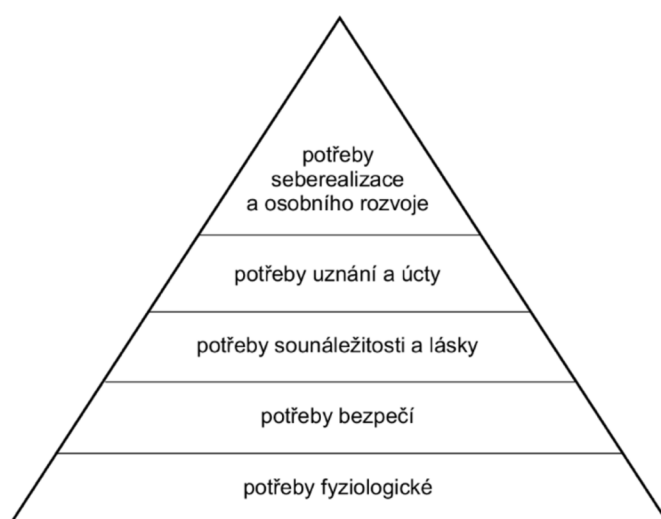 potřeby
seberealizace
a osobního rozvoje
potřeby uznání a úcty
potřeby sounáležitosti a lásky
potřeby bezpečí
potřeby fyziologické